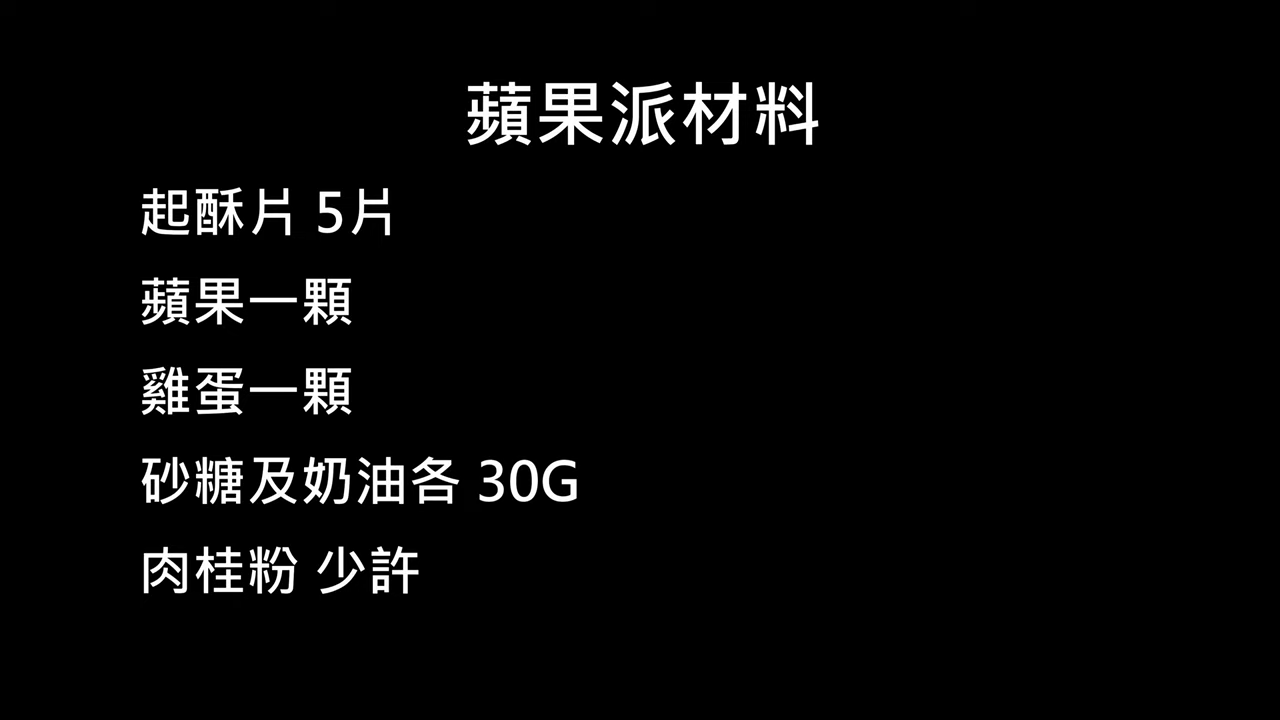 蘋果派材料
起酥片 5片
蘋果一顆
雞蛋一顆
砂糖及奶油各 30G
肉桂粉 少許